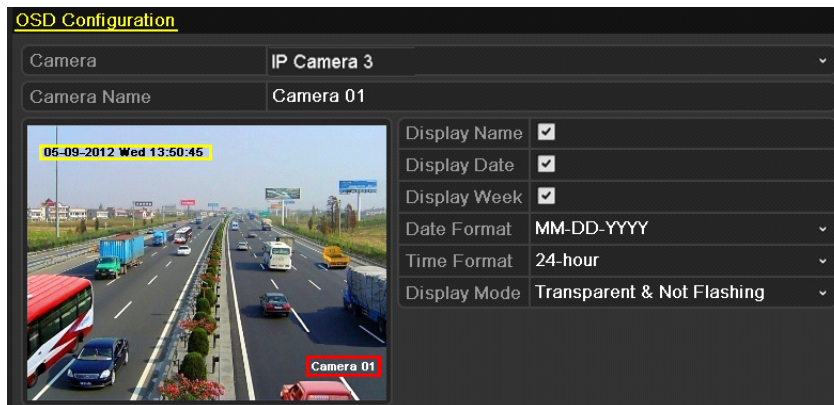 OSD Configuration
Camera IP Camera 3
Camera Name Camera 01
05-09-2012 Wed 13:50:45
Camera 01
Display Name
Display Date
Display Week
Date Format MM-DD-YYYY
Time Format 24-hour
Display Mode Transparent & Not Flashing